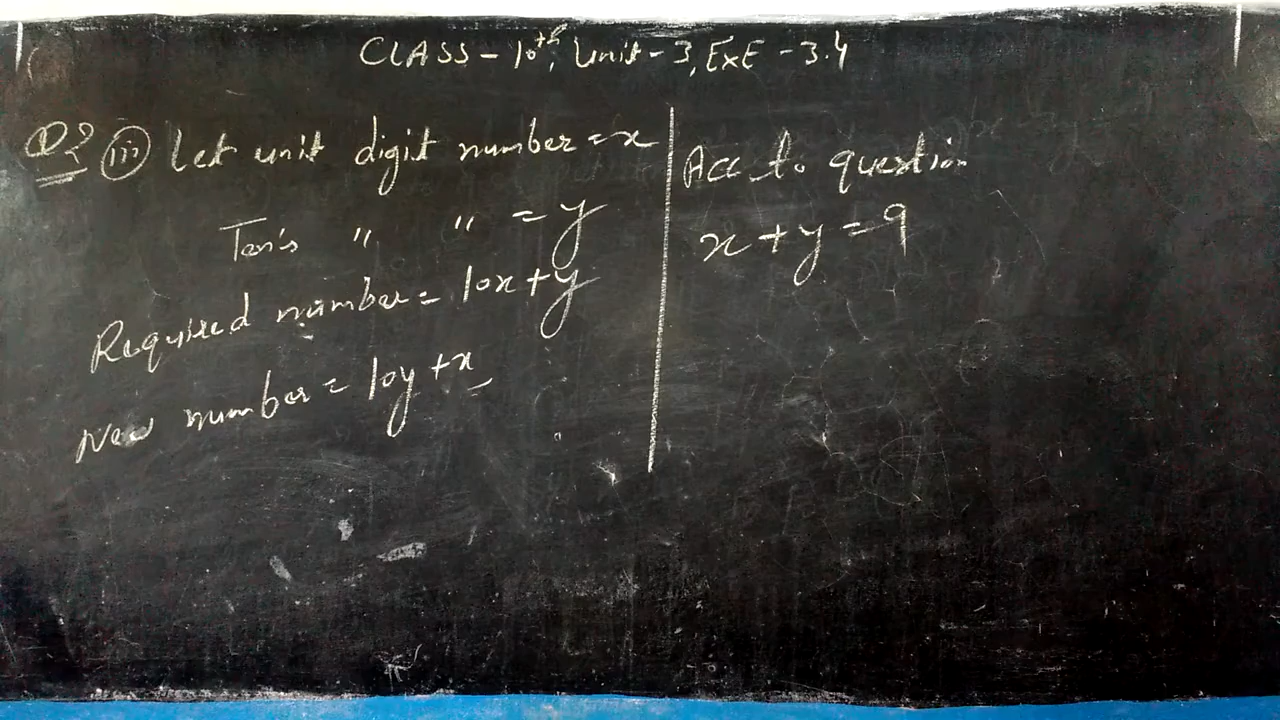 CLASS - 10th, Unit - 3, ExE - 3.4
Q2 (iii) Let unit digit number = x
Ten's " " = y
Required number = 10x + y
New number = 10y + x
Acc to question
x + y = 9